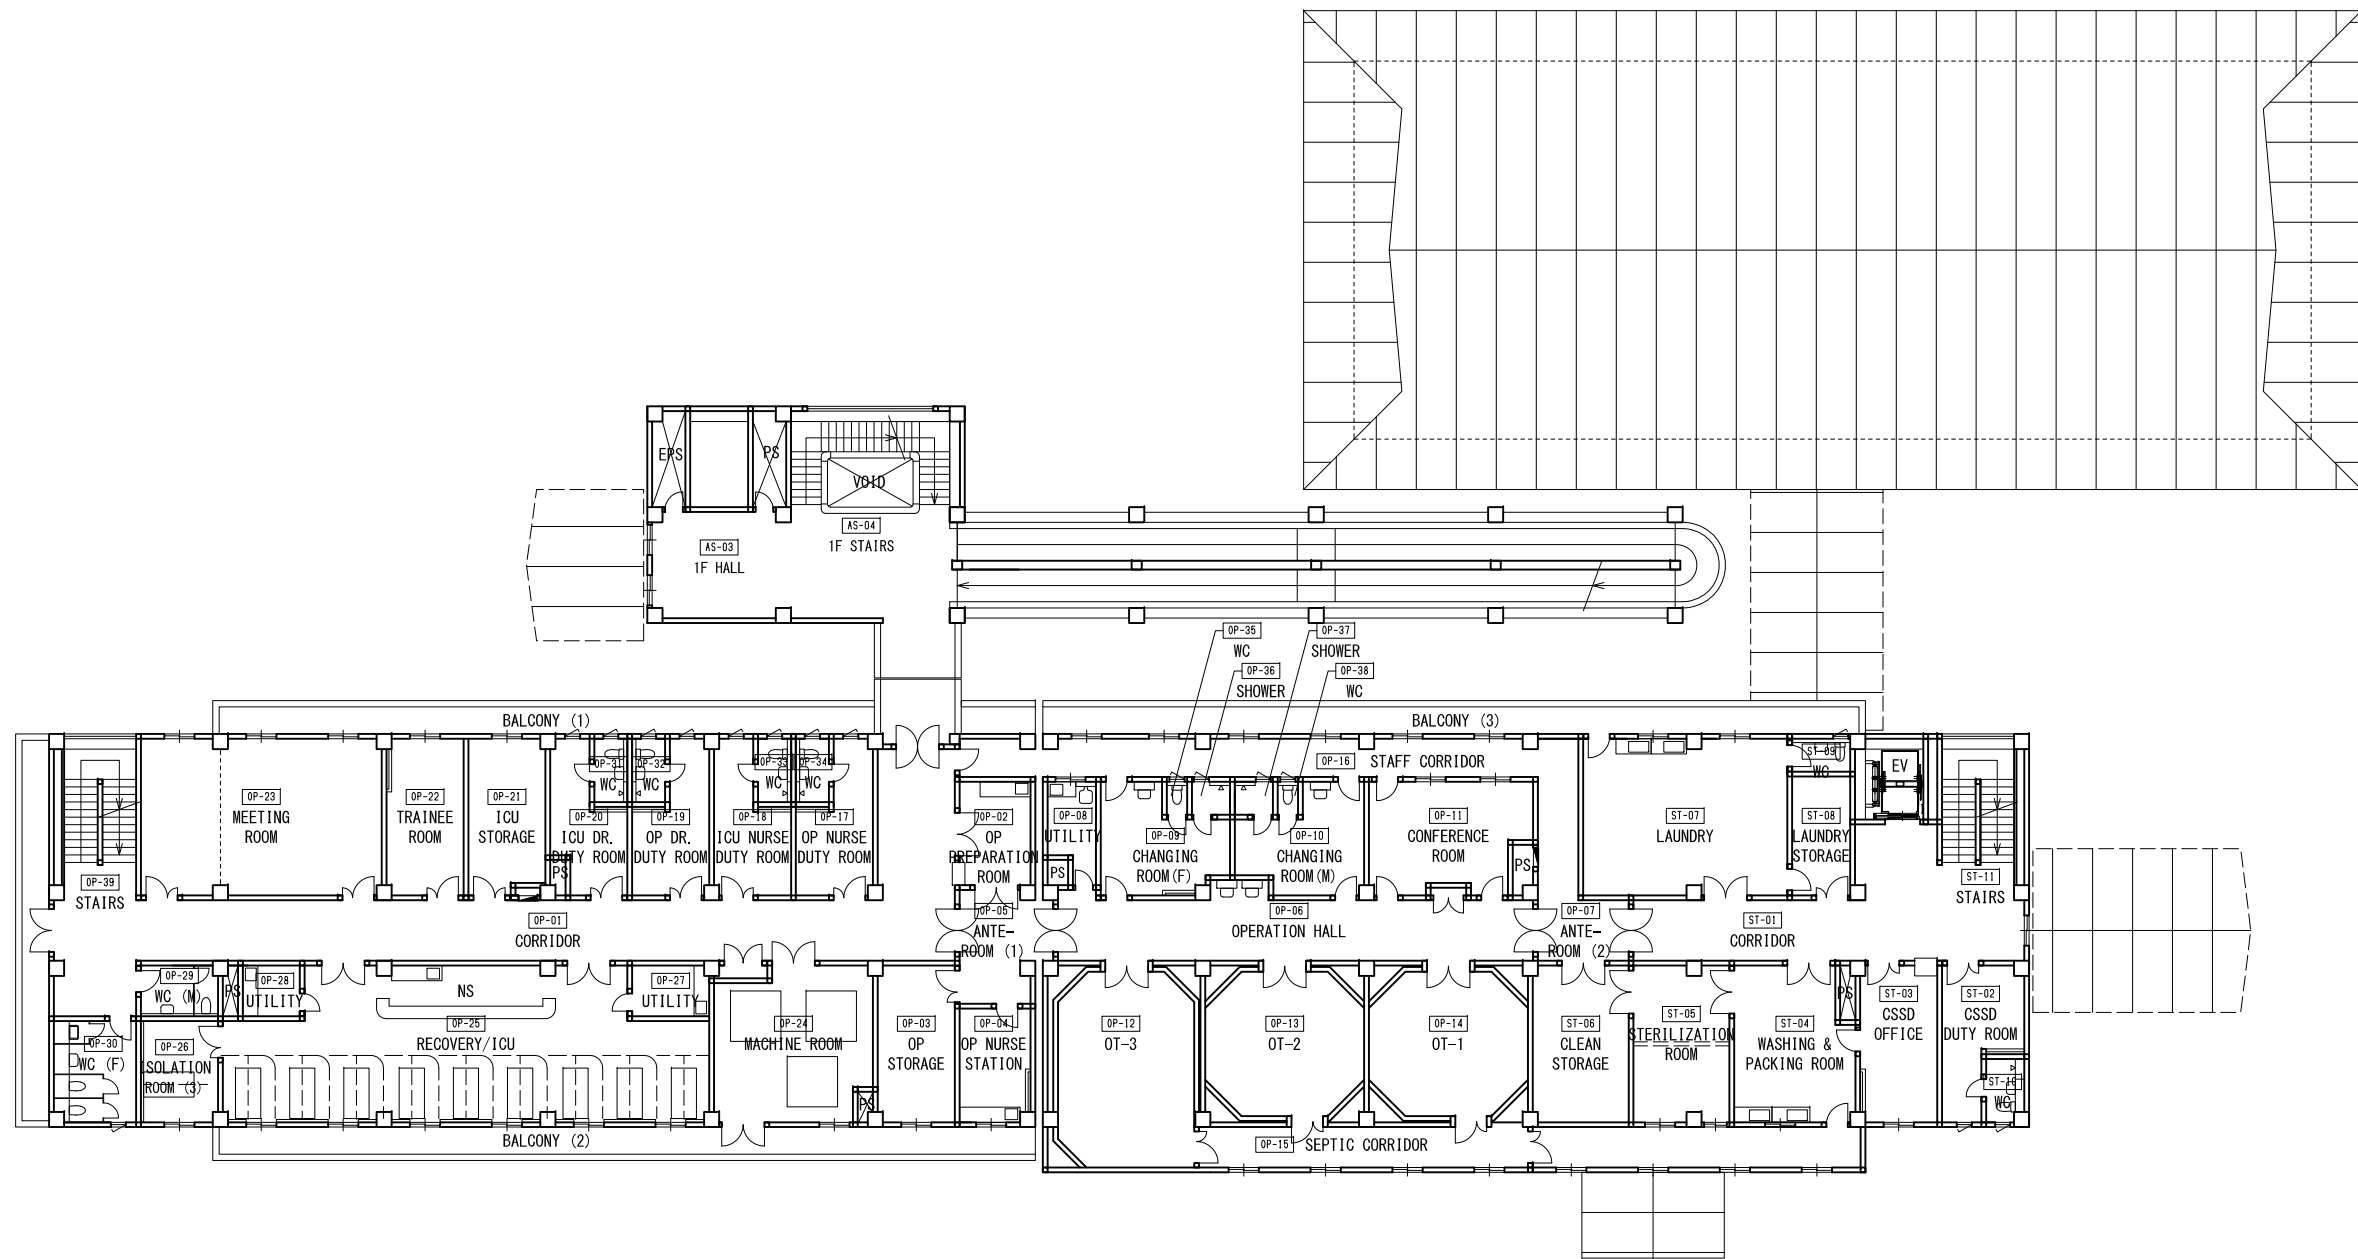 EPS
PS
VOID
AS-04
1F STAIRS
AS-03
1F HALL
OP-35
WC
OP-36
SHOWER
OP-37
SHOWER
OP-38
WC
BALCONY (1)
BALCONY (3)
OP-16
STAFF CORRIDOR
OP-39
STAIRS
OP-23
MEETING
ROOM
OP-22
TRAINEE
ROOM
OP-21
ICU
STORAGE
OP-31
WC
OP-20
ICU DR.
DUTY ROOM
PS
OP-32
WC
OP-19
OP DR.
DUTY ROOM
OP-33
WC
OP-18
ICU NURSE
DUTY ROOM
OP-34
WC
OP-17
OP NURSE
DUTY ROOM
OP-02
OP
PREPARATION
ROOM
OP-08
UTILITY
PS
OP-09
CHANGING
ROOM(F)
OP-10
CHANGING
ROOM(M)
OP-11
CONFERENCE
ROOM
PS
ST-07
LAUNDRY
ST-09
WC
ST-08
LAUNDRY
STORAGE
EV
ST-11
STAIRS
OP-01
CORRIDOR
OP-05
ANTE-
ROOM (1)
OP-06
OPERATION HALL
OP-07
ANTE-
ROOM (2)
ST-01
CORRIDOR
OP-29
WC (M)
PS
OP-28
UTILITY
NS
OP-27
UTILITY
OP-30
WC (F)
OP-26
ISOLATION
ROOM (3)
OP-25
RECOVERY/ICU
OP-24
MACHINE ROOM
PS
OP-03
OP
STORAGE
OP-04
OP NURSE
STATION
OP-12
OT-3
OP-13
OT-2
OP-14
OT-1
ST-06
CLEAN
STORAGE
ST-05
STERILIZATION
ROOM
ST-04
WASHING &
PACKING ROOM
PS
ST-03
CSSD
OFFICE
ST-02
CSSD
DUTY ROOM
ST-10
WC
BALCONY (2)
OP-15
SEPTIC CORRIDOR